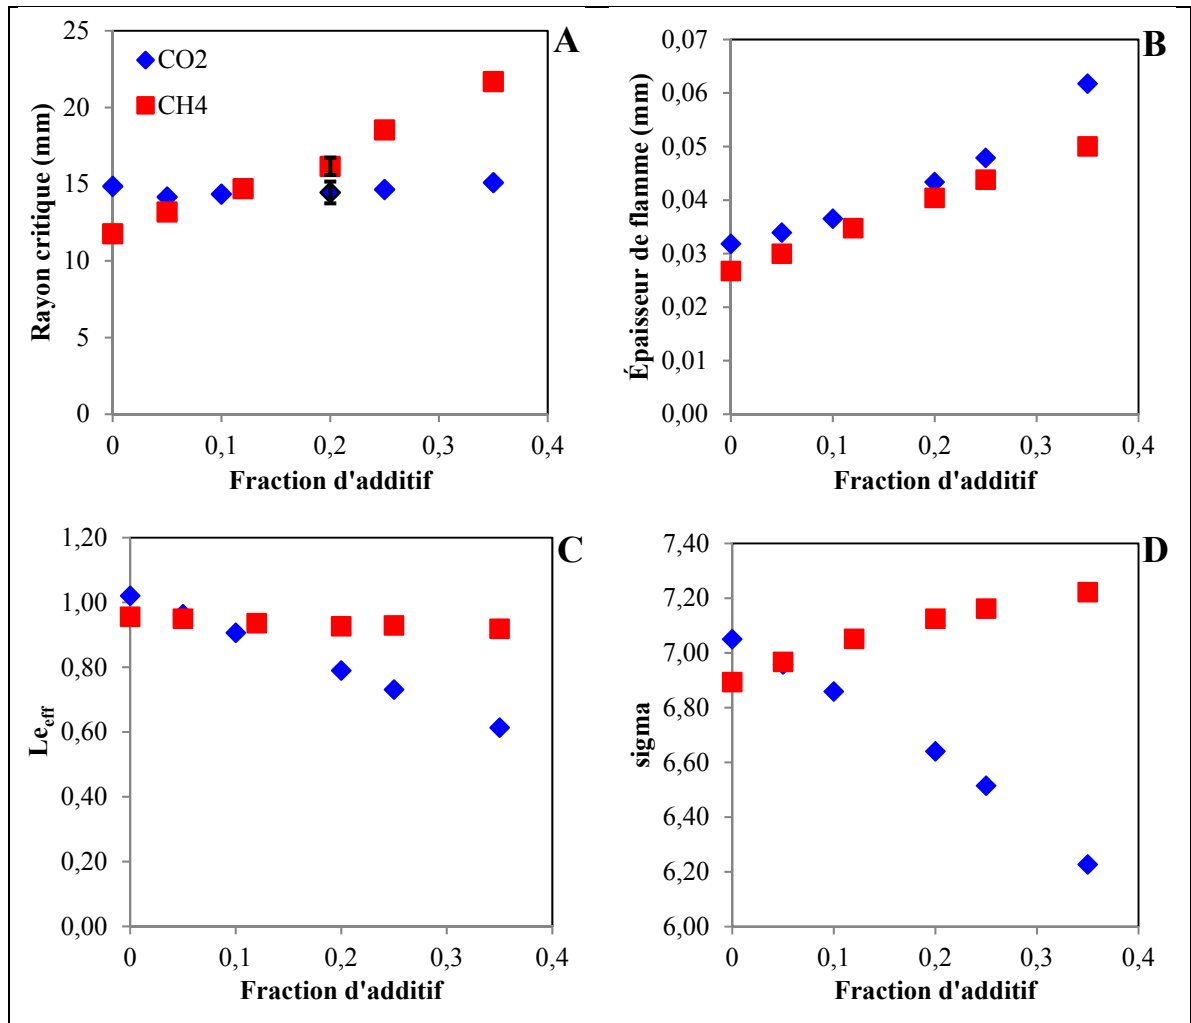 A
CO2
CH4
Rayon critique (mm)
25
20
15
10
5
0
0 0,1 0,2 0,3 0,4
Fraction d'additif
B
Épaisseur de flamme (mm)
0,07
0,06
0,05
0,04
0,03
0,02
0,01
0,00
0 0,1 0,2 0,3 0,4
Fraction d'additif
C
Le_eff
1,20
1,00
0,80
0,60
0,40
0,20
0,00
0 0,1 0,2 0,3 0,4
Fraction d'additif
D
sigma
7,40
7,20
7,00
6,80
6,60
6,40
6,20
6,00
0 0,1 0,2 0,3 0,4
Fraction d'additif